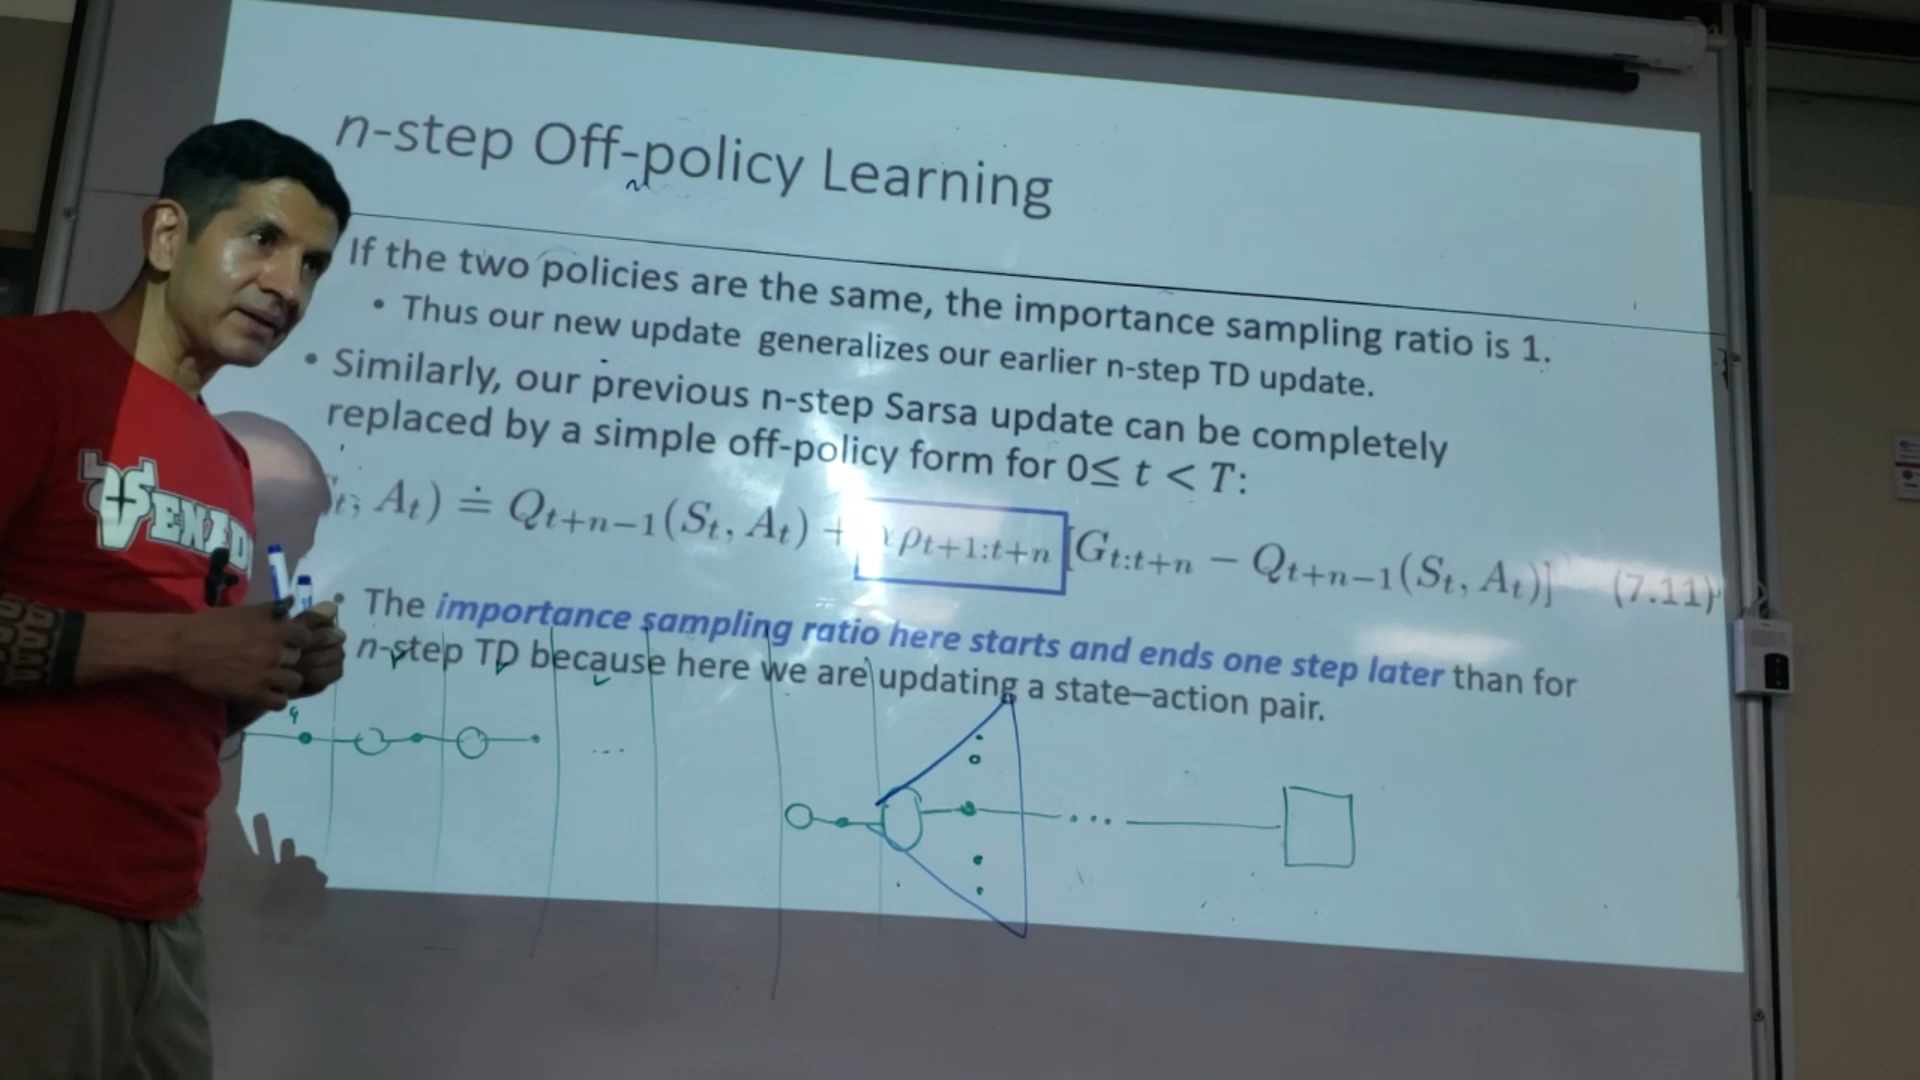 n-step Off-policy Learning
If the two policies are the same, the importance sampling ratio is 1.
• Thus our new update generalizes our earlier n-step TD update.
• Similarly, our previous n-step Sarsa update can be completely
replaced by a simple off-policy form for 0≤ t < T:
A_t) ≐ Q_{t+n−1}(S_t, A_t) + ρ_{t+1:t+n} [G_{t:t+n} − Q_{t+n−1}(S_t, A_t)] (7.11)
• The importance sampling ratio here starts and ends one step later than for
n-step TD because here we are updating a state–action pair.
...
...